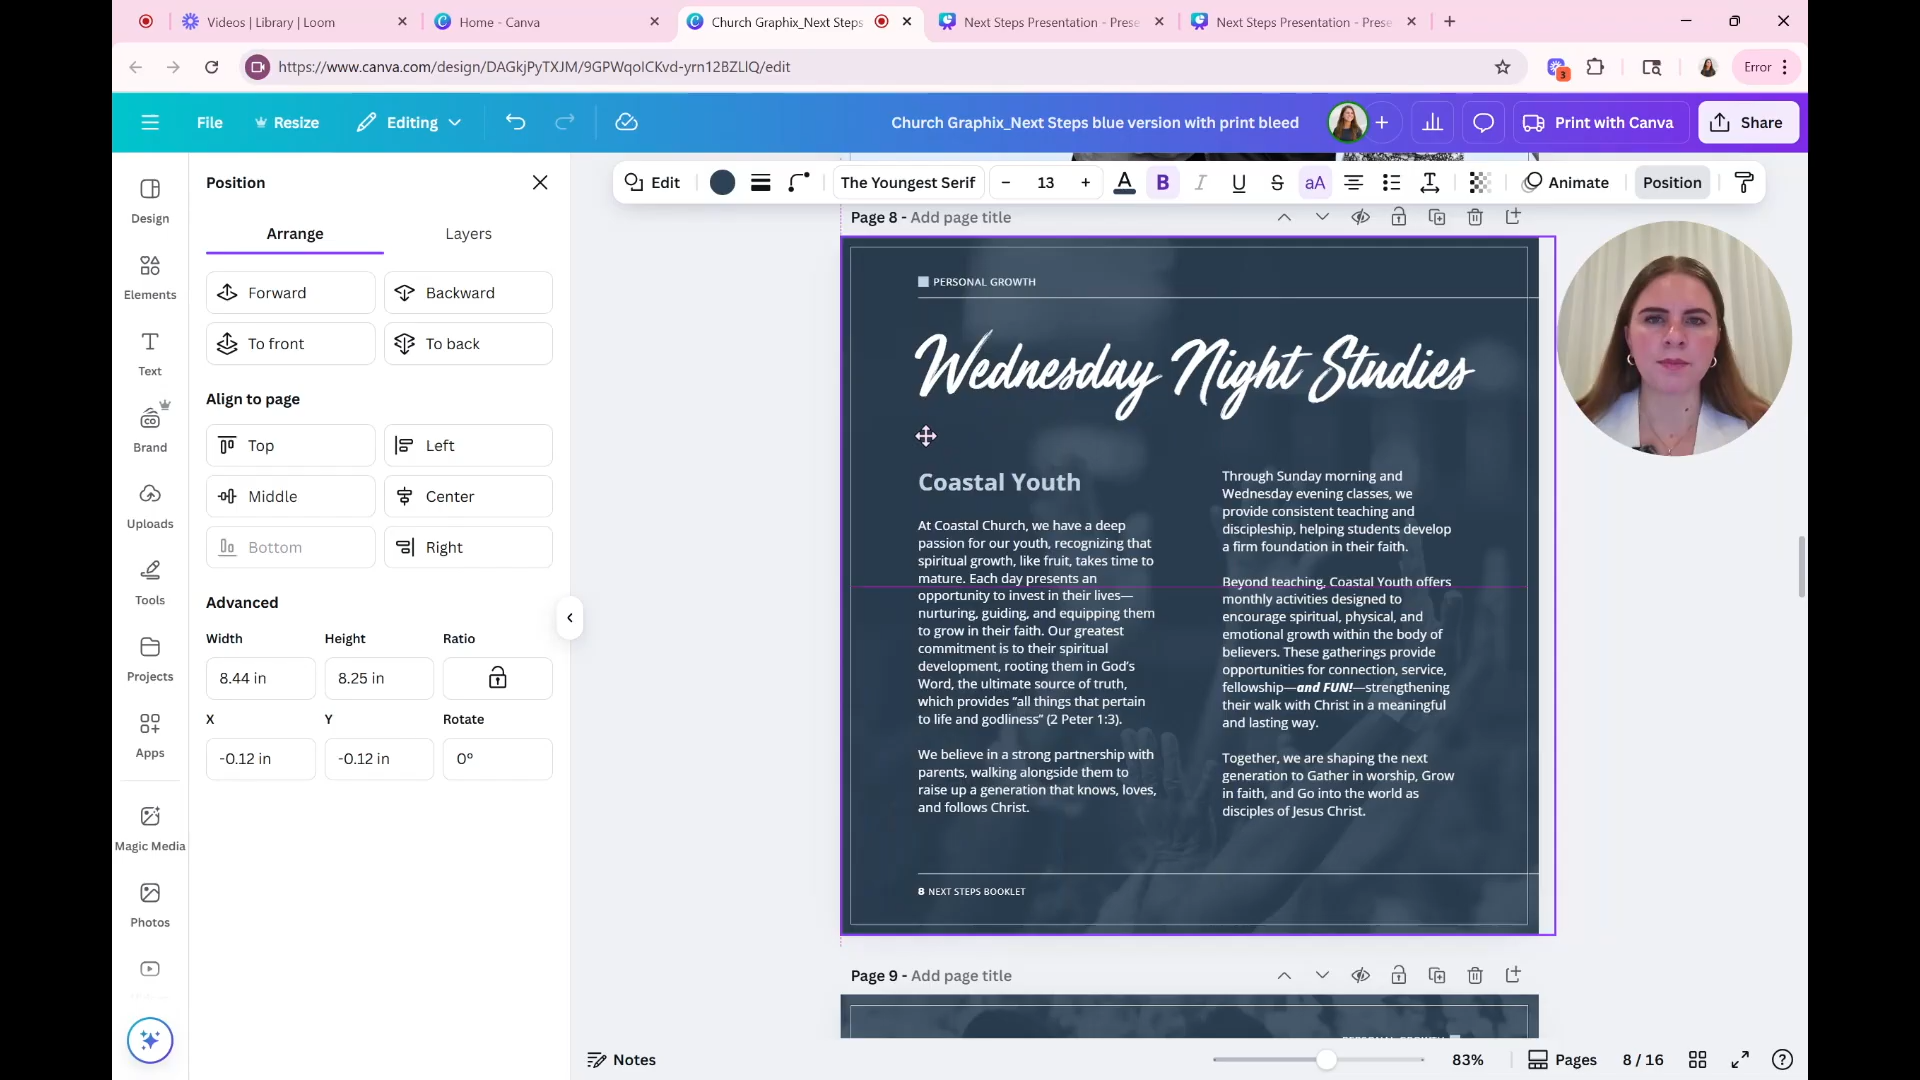 Videos | Library | Loom
Home - Canva
Church Graphix_Next Steps
Next Steps Presentation - Prese
Next Steps Presentation - Prese
https://www.canva.com/design/DAGkjPyTXJM/9GPWqoICKvd-yrn12BZLlQ/edit
3
Error
File
Resize
Editing
Church Graphix_Next Steps blue version with print bleed
Print with Canva
Share
Design
Elements
Text
Brand
Uploads
Tools
Projects
Apps
Magic Media
Photos
Position
Arrange
Layers
Forward
Backward
To front
To back
Align to page
Top
Left
Middle
Center
Bottom
Right
Advanced
Width
Height
Ratio
8.44 in
8.25 in
X
Y
Rotate
-0.12 in
-0.12 in
0°
Edit
The Youngest Serif
– 13 +
A
B
I
U
S
aA
Animate
Position
Page 8 - Add page title
PERSONAL GROWTH
Wednesday Night Studies
Coastal Youth
At Coastal Church, we have a deep
passion for our youth, recognizing that
spiritual growth, like fruit, takes time to
mature. Each day presents an
opportunity to invest in their lives—
nurturing, guiding, and equipping them
to grow in their faith. Our greatest
commitment is to their spiritual
development, rooting them in God’s
Word, the ultimate source of truth,
which provides “all things that pertain
to life and godliness” (2 Peter 1:3).
We believe in a strong partnership with
parents, walking alongside them to
raise up a generation that knows, loves,
and follows Christ.
Through Sunday morning and
Wednesday evening classes, we
provide consistent teaching and
discipleship, helping students develop
a firm foundation in their faith.
Beyond teaching, Coastal Youth offers
monthly activities designed to
encourage spiritual, physical, and
emotional growth within the body of
believers. These gatherings provide
opportunities for connection, service,
fellowship—and FUN!—strengthening
their walk with Christ in a meaningful
and lasting way.
Together, we are shaping the next
generation to Gather in worship, Grow
in faith, and Go into the world as
disciples of Jesus Christ.
8 NEXT STEPS BOOKLET
Page 9 - Add page title
Notes
83%
Pages
8 / 16